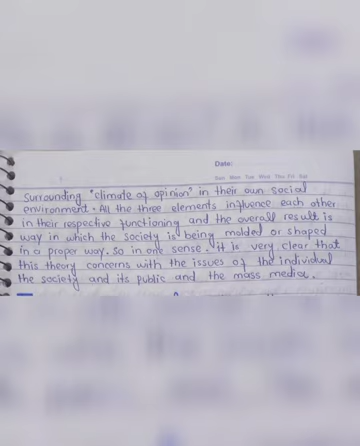 Date:
Sun Mon Tue Wed Thu Fri Sat
Surrounding "climate of opinion" in their own social
environment. All the three elements influence each other
in their respective functioning and the overall result is
way in which the society is being molded or shaped
in a proper way. So in one sense. it is very clear that
this theory concerns with the issues of the individual
the society and its public and the mass media.